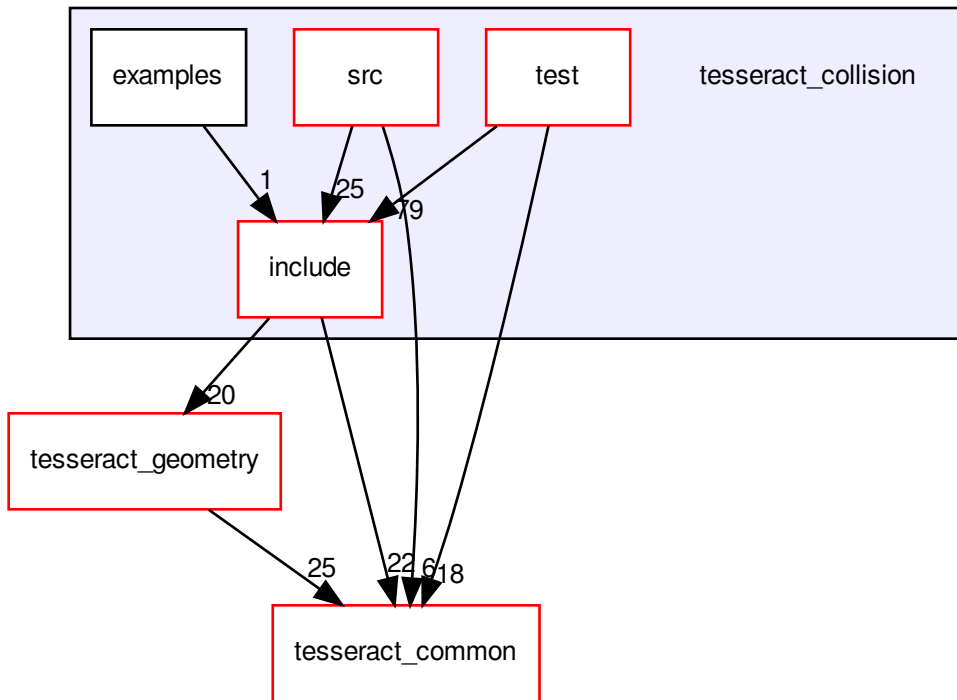 examples
src
test
tesseract_collision
1
25
79
include
20
tesseract_geometry
25
22
6
18
tesseract_common